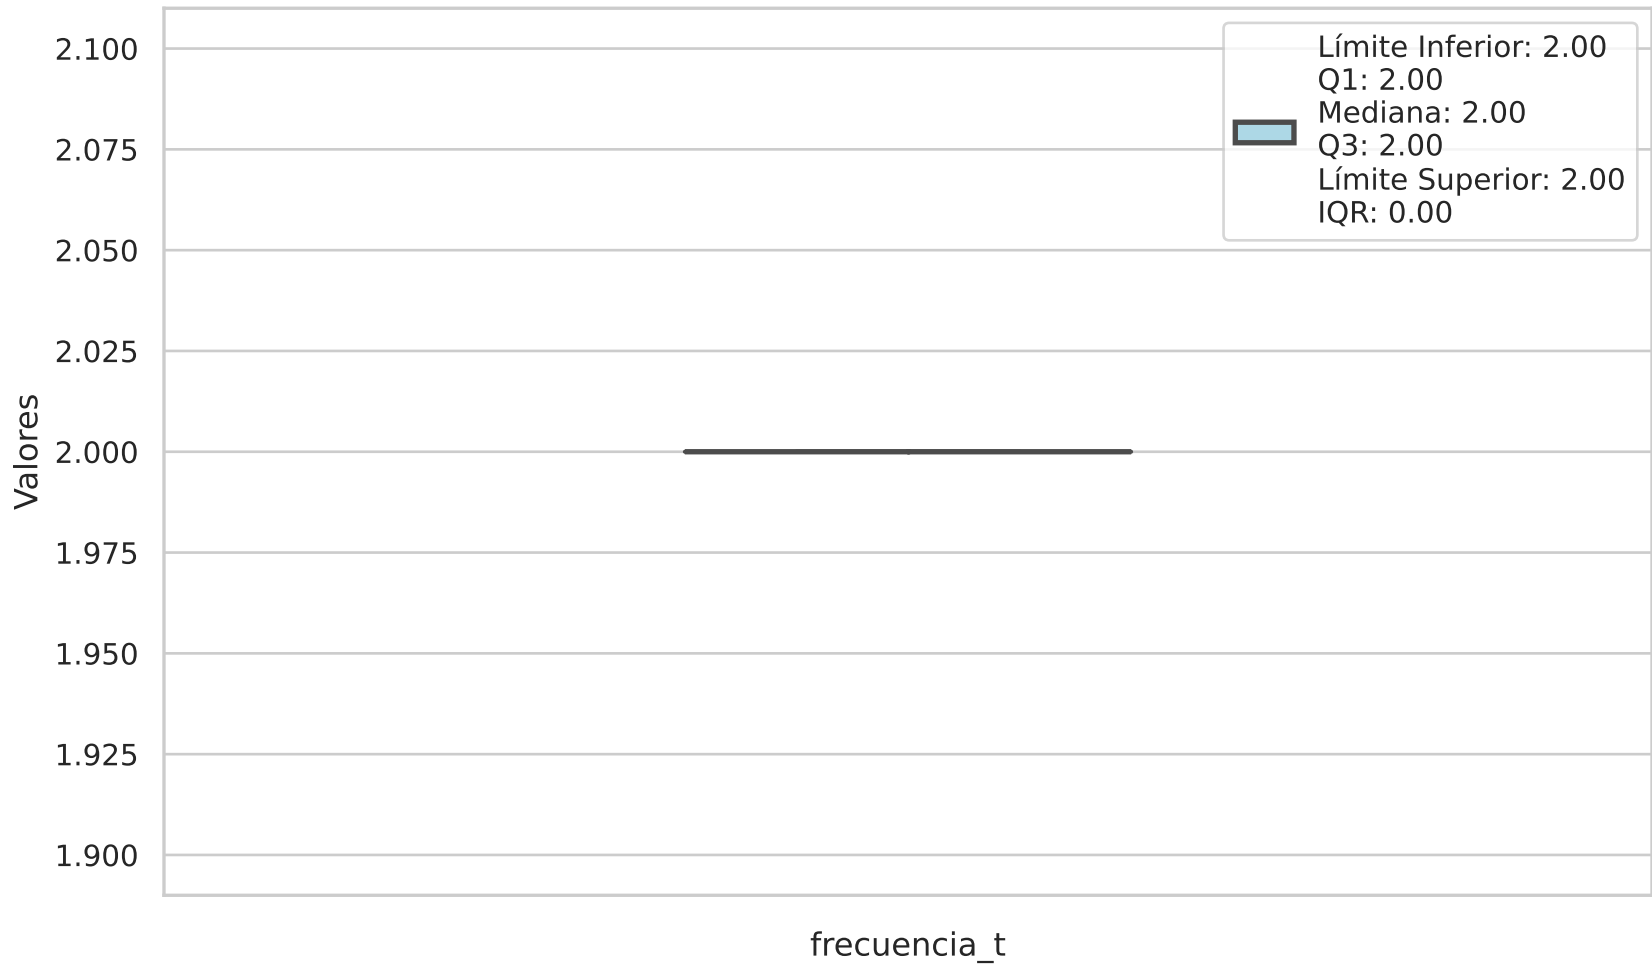 2.100
2.075
2.050
2.025
2.000
1.975
1.950
1.925
1.900
Valores
frecuencia_t
Límite Inferior: 2.00
Q1: 2.00
Mediana: 2.00
Q3: 2.00
Límite Superior: 2.00
IQR: 0.00